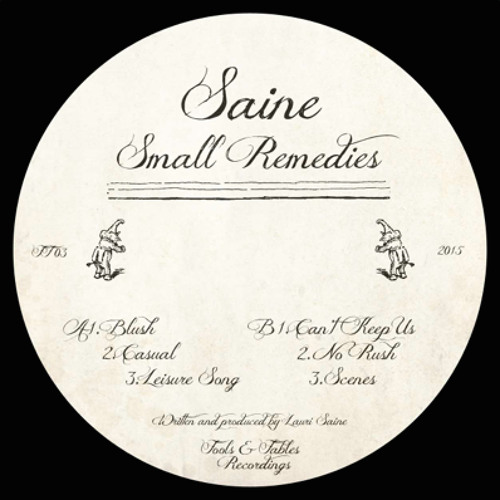 Saine
Small Remedies
TT03
2015
A1. Blush
2. Casual
3. Leisure Song
B1. Can't Keep Us
2. No Rush
3. Scenes
Written and produced by Lauri Saine
Tools & Tables
Recordings